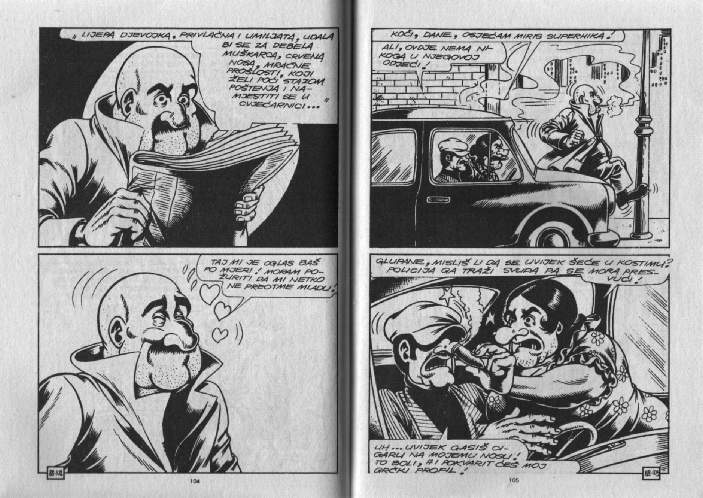 „LIJEPA DJEVOJKA, PRIVLAČNA I UMILJATA, UDALA
BI SE ZA DEBELA
MUŠKARCA, CRVENA
NOSA, MRAČNE
PROŠLOSTI, KOJI
ŽELI POĆI STAZOM
POŠTENJA I NA-
MJESTITI SE U
CVJEĆARNICI...
TAJ MI JE OGLAS BAŠ
PO MJERI! MORAM PO-
ŽURITI DA MI NETKO
NE PREOTME MLADU!
104
KOČI, DANE, OSJEĆAM MIRIS SUPERHIKA!
ALI, OVDJE NEMA NI-
KOGA U NJEGOVOJ
ODJEĆI!
GLUPANE, MISLIŠ LI DA SE UVIJEK ŠEĆE U KOSTIMU?
POLICIJA GA TRAŽI SVUDA PA SE MORA PRES-
VUĆI!
UH... UVIJEK GASIŠ CI-
GARU NA MOJEMU NOSU!
TO BOLI, A I POKVARIT ĆEŠ MOJ
GRČKI PROFIL!
105